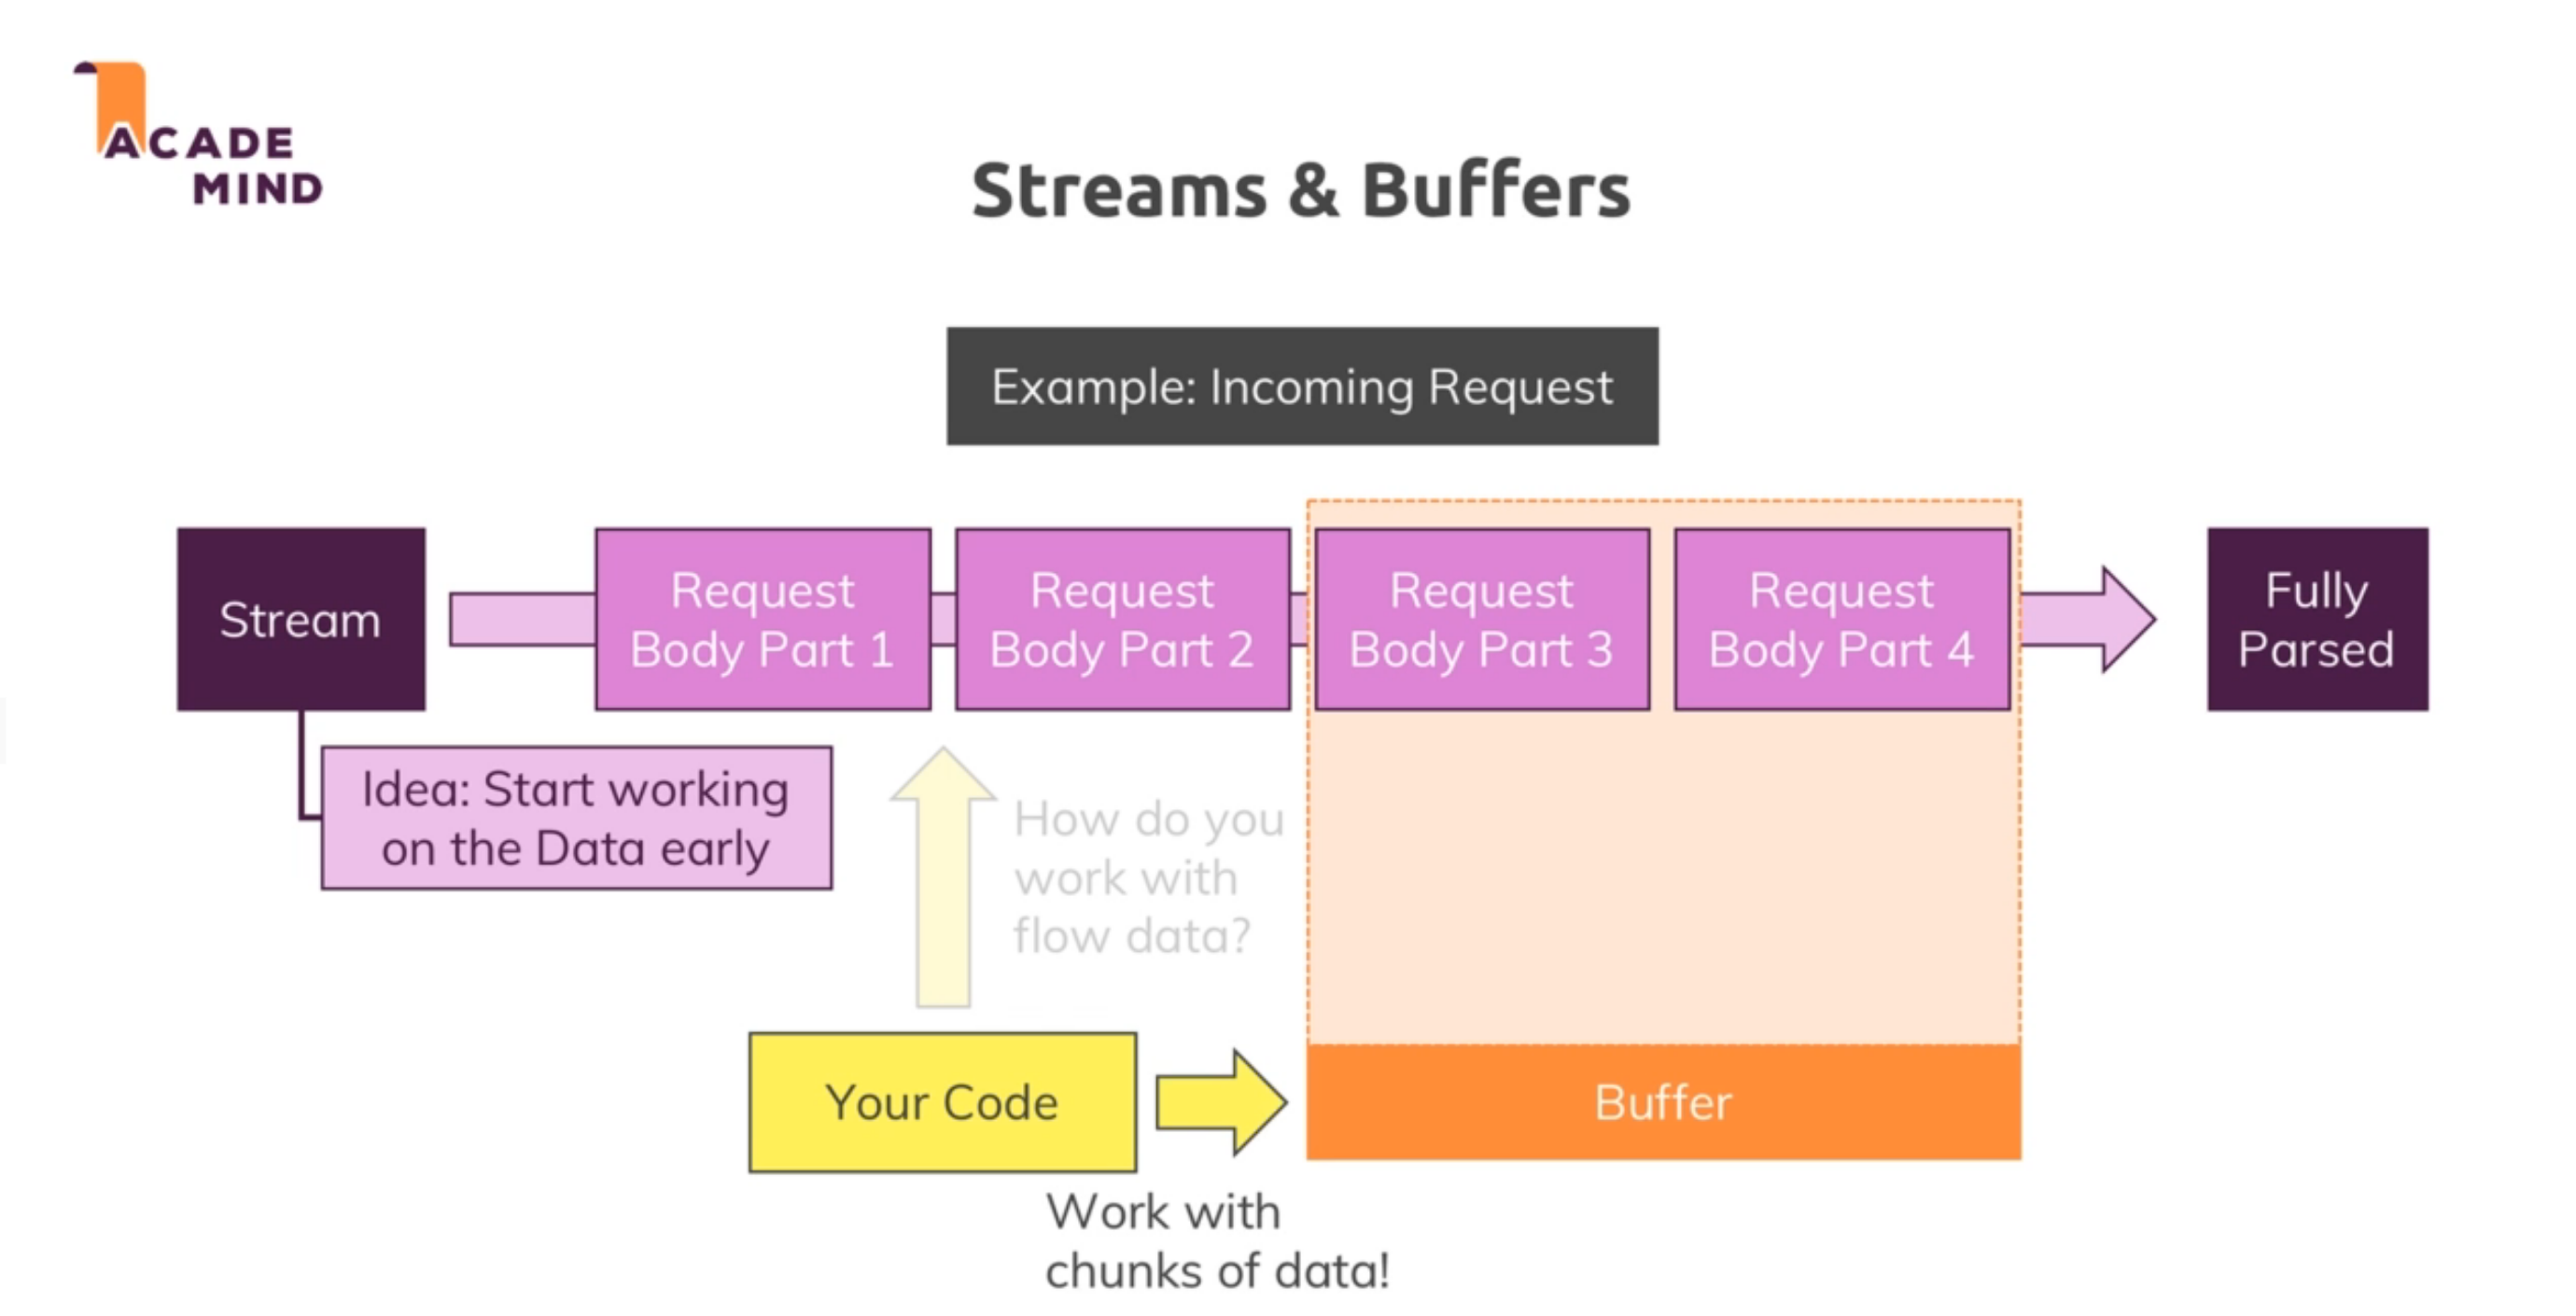 ACADE
MIND
Streams & Buffers
Example: Incoming Request
Stream
Request
Body Part 1
Request
Body Part 2
Request
Body Part 3
Request
Body Part 4
Fully
Parsed
Idea: Start working
on the Data early
How do you
work with
flow data?
Your Code
Buffer
Work with
chunks of data!